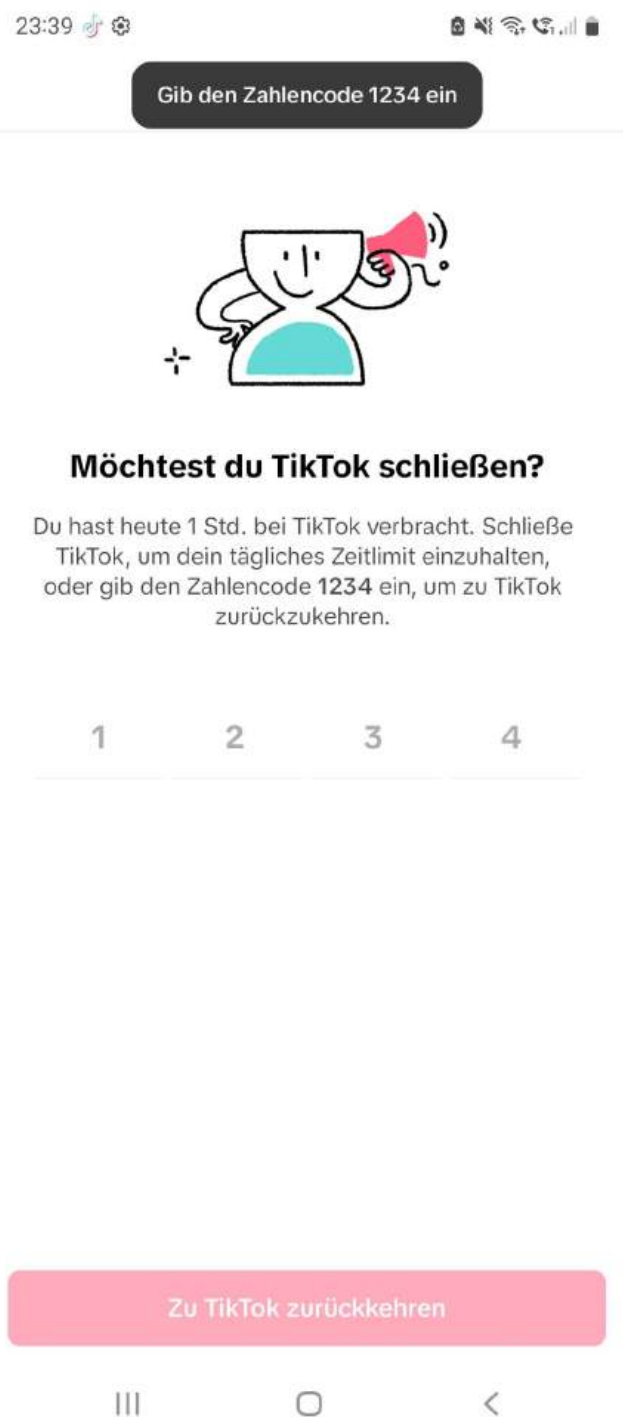 23:39
Gib den Zahlencode 1234 ein
Möchtest du TikTok schließen?
Du hast heute 1 Std. bei TikTok verbracht. Schließe
TikTok, um dein tägliches Zeitlimit einzuhalten,
oder gib den Zahlencode 1234 ein, um zu TikTok
zurückzukehren.
1 2 3 4
Zu TikTok zurückkehren